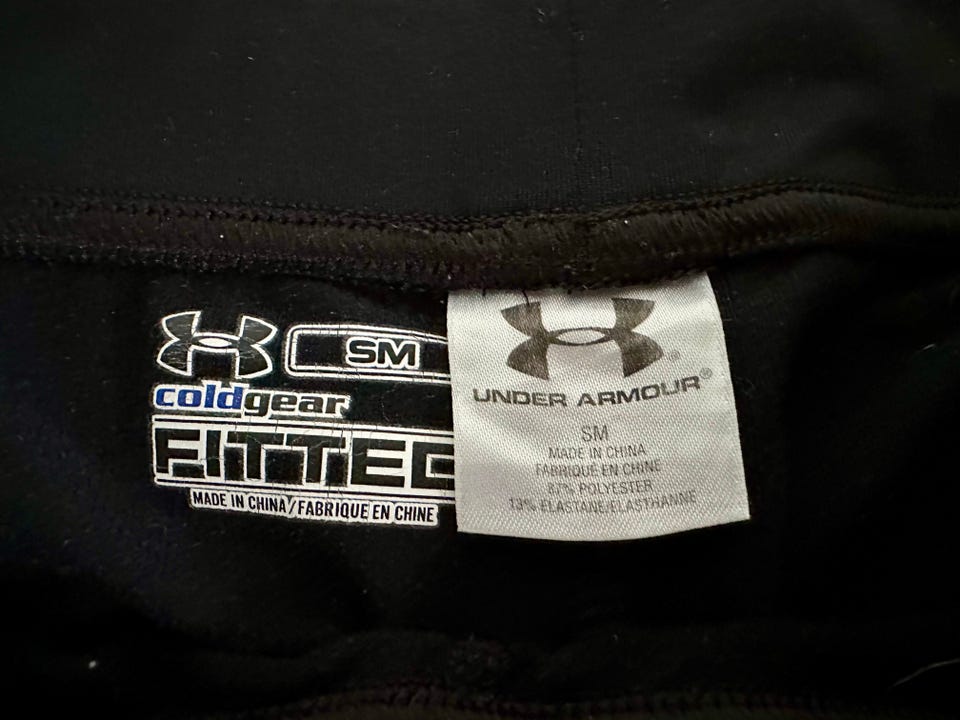 SM
coldgear
FITTED
MADE IN CHINA/FABRIQUE EN CHINE
®
UNDER ARMOUR®
SM
MADE IN CHINA
FABRIQUE EN CHINE
87% POLYESTER
13% ELASTANE/ELASTHANNE